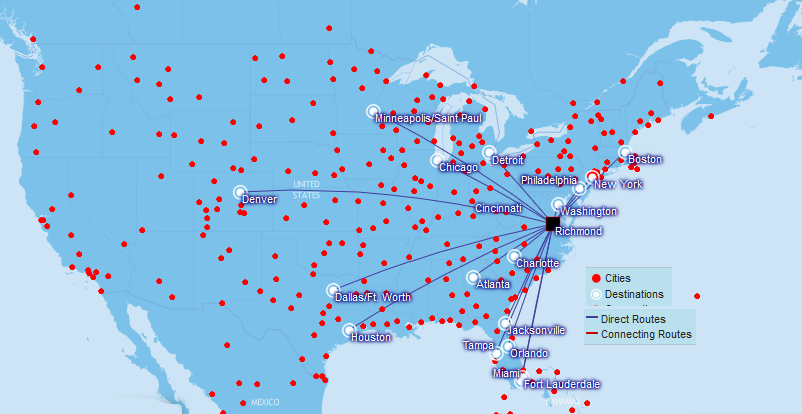 Minneapolis/Saint Paul
Boston
Detroit
Chicago
Philadelphia
New York
UNITED
STATES
Denver
Cincinnati
Washington
Richmond
Charlotte
Cities
Atlanta
Destinations
Dallas/Ft. Worth
Direct Routes
Jacksonville
Houston
Connecting Routes
Tampa
Orlando
Miami
Fort Lauderdale
MEXICO
BAHAMAS